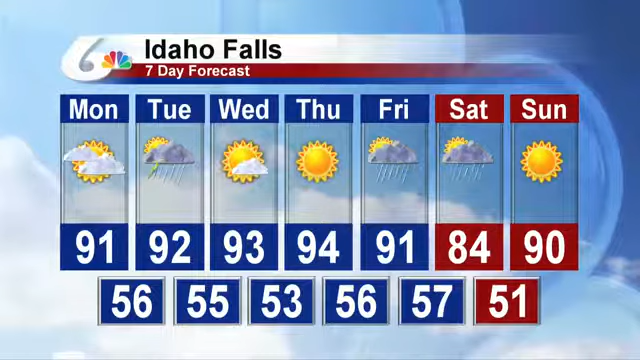 6
Idaho Falls
7 Day Forecast
Mon Tue Wed Thu Fri Sat Sun
91 92 93 94 91 84 90
56 55 53 56 57 51